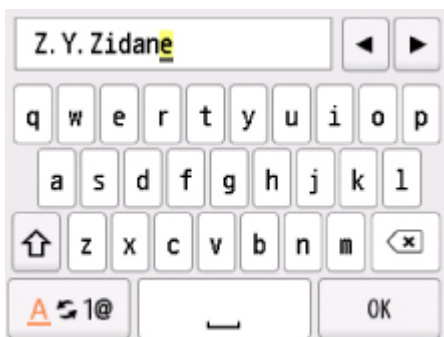 Z. Y. Zidane
q w e r t y u i o p
a s d f g h j k l
z x c v b n m
A 1@ OK